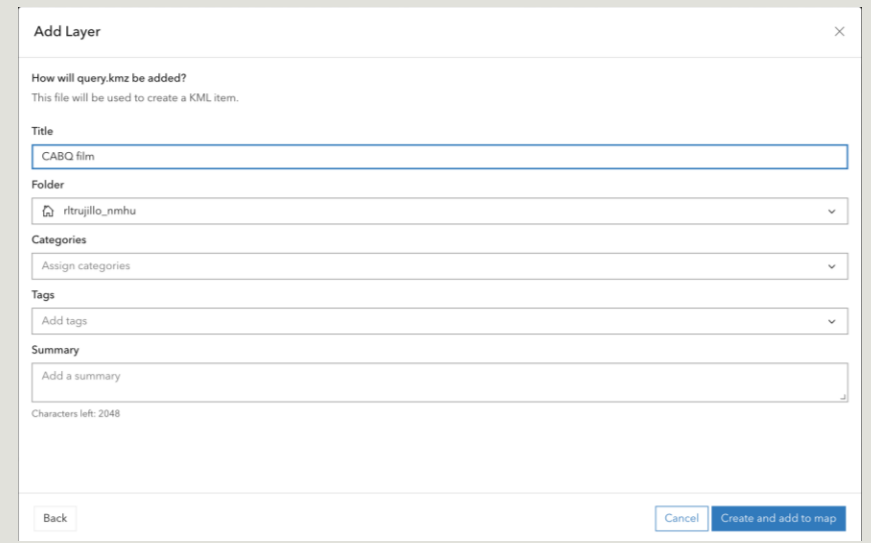 Add Layer
How will query.kmz be added?
This file will be used to create a KML item.
Title
CABQ film
Folder
rltrujillo_nmhu
Categories
Assign categories
Tags
Add tags
Summary
Add a summary
Characters left: 2048
Back
Cancel
Create and add to map